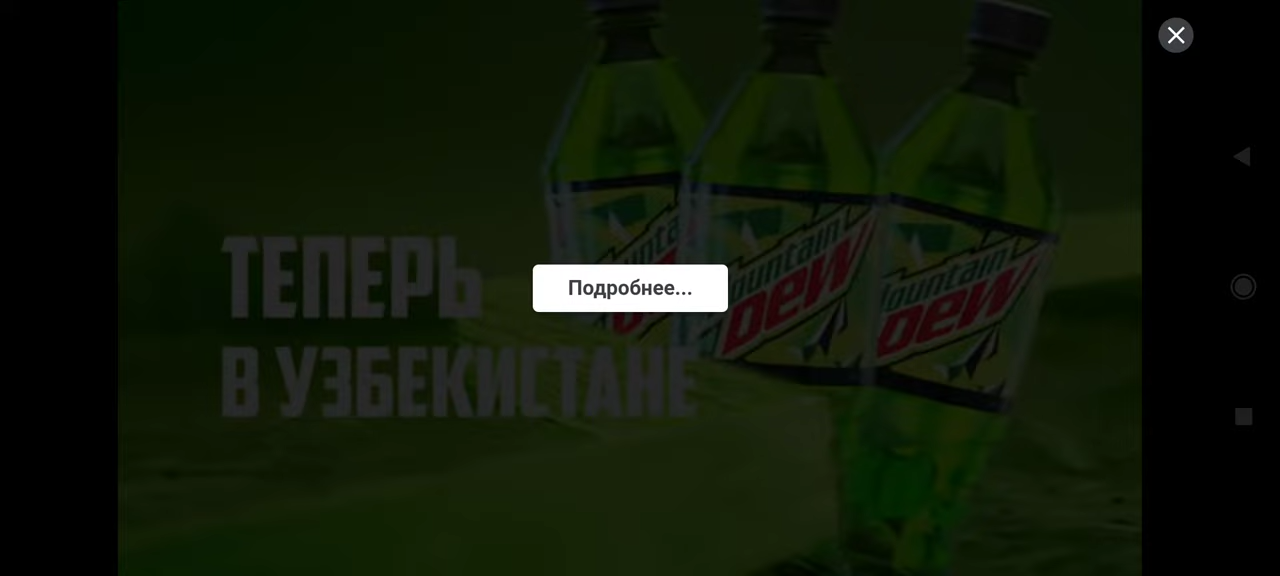 ТЕПЕРЬ
В УЗБЕКИСТАНЕ
Подробнее...
Mountain
Dew
Mountain
Dew